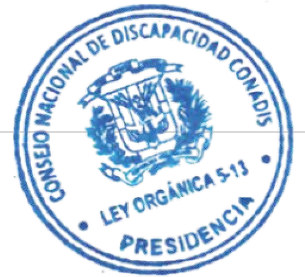 CONSEJO NACIONAL DE DISCAPACIDAD CONADIS
LEY ORGÁNICA 5-13
PRESIDENCIA